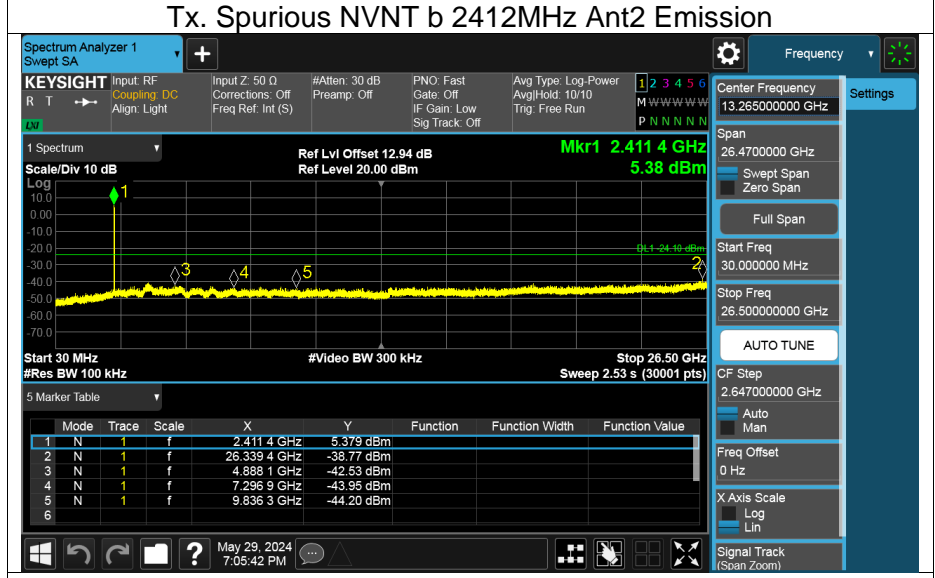 Tx. Spurious NVNT b 2412MHz Ant2 Emission
Spectrum Analyzer 1
Swept SA
+
Frequency
Settings
KEYSIGHT
R T
LXI
Input: RF
Coupling: DC
Align: Light
Input Z: 50 Ω
Corrections: Off
Freq Ref: Int (S)
#Atten: 30 dB
Preamp: Off
PNO: Fast
Gate: Off
IF Gain: Low
Sig Track: Off
Avg Type: Log-Power
Avg|Hold: 10/10
Trig: Free Run
1 2 3 4 5 6
M W W W W W
P N N N N N
1 Spectrum
Scale/Div 10 dB
Ref Lvl Offset 12.94 dB
Ref Level 20.00 dBm
Mkr1 2.411 4 GHz
5.38 dBm
Log
10.0
0.00
-10.0
-20.0
-30.0
-40.0
-50.0
-60.0
-70.0
1
3
4
5
2
DL1 -24.10 dBm
Start 30 MHz
#Res BW 100 kHz
#Video BW 300 kHz
Stop 26.50 GHz
Sweep 2.53 s (30001 pts)
5 Marker Table
Mode Trace Scale X Y Function Function Width Function Value
1 N 1 f 2.411 4 GHz 5.379 dBm
2 N 1 f 26.339 4 GHz -38.77 dBm
3 N 1 f 4.888 1 GHz -42.53 dBm
4 N 1 f 7.296 9 GHz -43.95 dBm
5 N 1 f 9.836 3 GHz -44.20 dBm
6
Center Frequency
13.265000000 GHz
Span
26.4700000 GHz
Swept Span
Zero Span
Full Span
Start Freq
30.000000 MHz
Stop Freq
26.500000000 GHz
AUTO TUNE
CF Step
2.647000000 GHz
Auto
Man
Freq Offset
0 Hz
X Axis Scale
Log
Lin
Signal Track
(Span Zoom)
?
May 29, 2024
7:05:42 PM